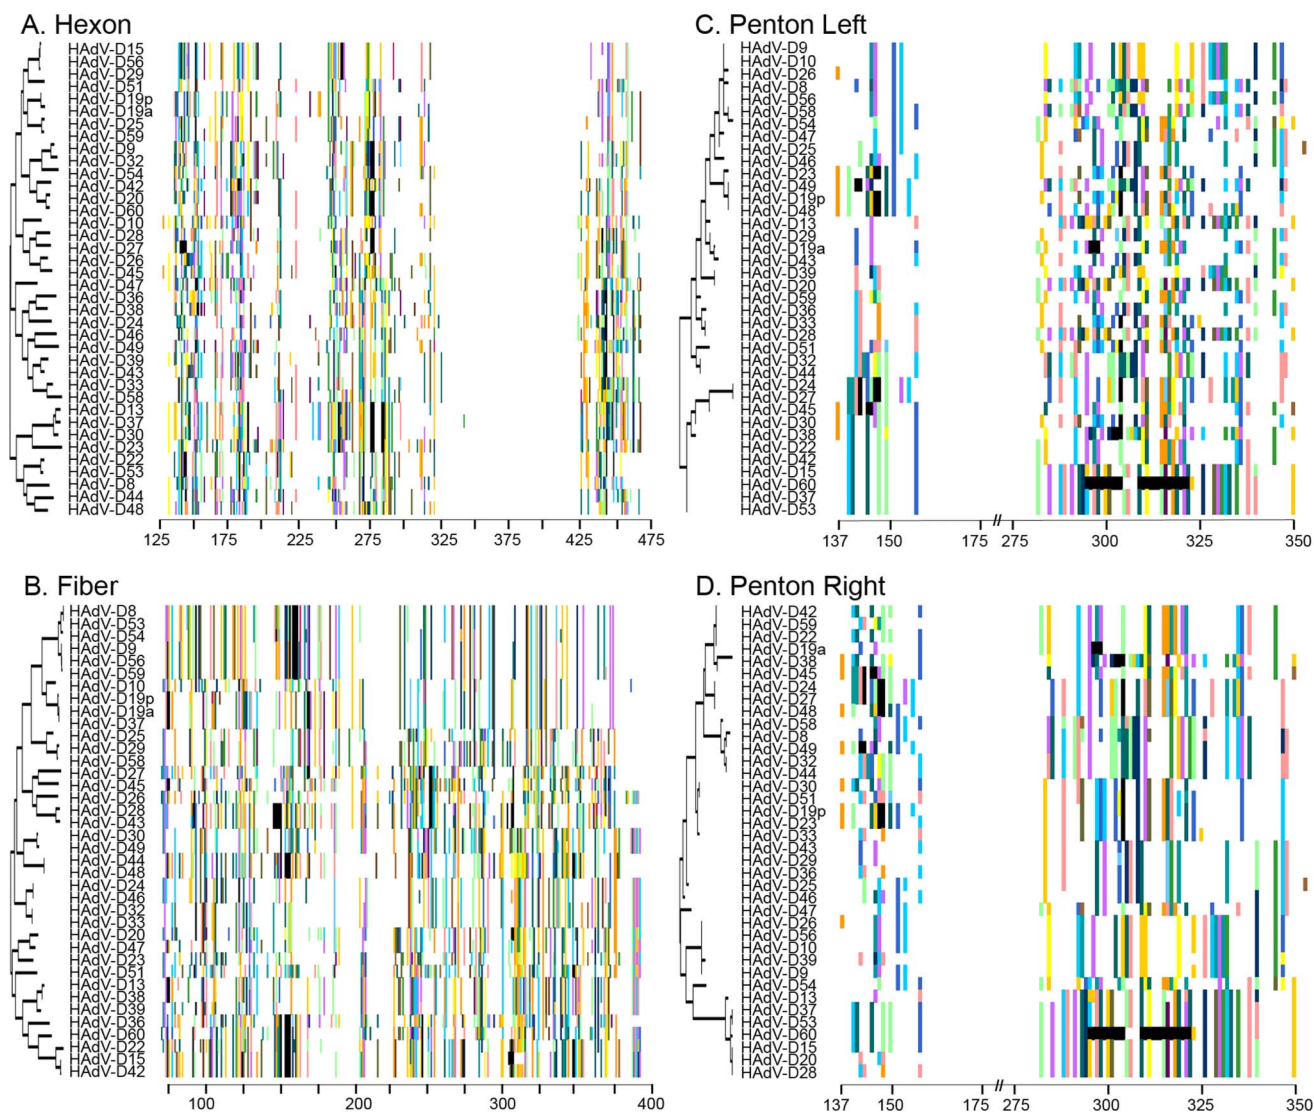 A. Hexon
HAdV-D15
HAdV-D56
HAdV-D29
HAdV-D51
HAdV-D19p
HAdV-D19a
HAdV-D25
HAdV-D59
HAdV-D9
HAdV-D32
HAdV-D54
HAdV-D42
HAdV-D20
HAdV-D60
HAdV-D10
HAdV-D28
HAdV-D27
HAdV-D26
HAdV-D45
HAdV-D47
HAdV-D36
HAdV-D38
HAdV-D24
HAdV-D46
HAdV-D49
HAdV-D39
HAdV-D43
HAdV-D33
HAdV-D58
HAdV-D13
HAdV-D37
HAdV-D30
HAdV-D23
HAdV-D22
HAdV-D53
HAdV-D8
HAdV-D44
HAdV-D48
125 175 225 275 325 425 475
B. Fiber
HAdV-D8
HAdV-D53
HAdV-D54
HAdV-D9
HAdV-D56
HAdV-D59
HAdV-D10
HAdV-D19p
HAdV-D19a
HAdV-D37
HAdV-D25
HAdV-D29
HAdV-D58
HAdV-D27
HAdV-D45
HAdV-D26
HAdV-D28
HAdV-D43
HAdV-D30
HAdV-D49
HAdV-D44
HAdV-D48
HAdV-D24
HAdV-D46
HAdV-D32
HAdV-D33
HAdV-D20
HAdV-D47
HAdV-D23
HAdV-D51
HAdV-D13
HAdV-D38
HAdV-D39
HAdV-D36
HAdV-D60
HAdV-D22
HAdV-D15
HAdV-D42
100 200 300 400
C. Penton Left
HAdV-D9
HAdV-D10
HAdV-D26
HAdV-D8
HAdV-D56
HAdV-D58
HAdV-D54
HAdV-D47
HAdV-D25
HAdV-D46
HAdV-D23
HAdV-D49
HAdV-D19p
HAdV-D48
HAdV-D13
HAdV-D29
HAdV-D19a
HAdV-D43
HAdV-D39
HAdV-D20
HAdV-D59
HAdV-D36
HAdV-D33
HAdV-D28
HAdV-D51
HAdV-D32
HAdV-D44
HAdV-D24
HAdV-D27
HAdV-D45
HAdV-D30
HAdV-D38
HAdV-D22
HAdV-D42
HAdV-D15
HAdV-D60
HAdV-D37
HAdV-D53
137 150 175 // 275 300 325 350
D. Penton Right
HAdV-D42
HAdV-D59
HAdV-D22
HAdV-D19a
HAdV-D38
HAdV-D45
HAdV-D24
HAdV-D27
HAdV-D48
HAdV-D58
HAdV-D8
HAdV-D49
HAdV-D32
HAdV-D44
HAdV-D30
HAdV-D51
HAdV-D19p
HAdV-D23
HAdV-D33
HAdV-D43
HAdV-D29
HAdV-D36
HAdV-D25
HAdV-D46
HAdV-D47
HAdV-D26
HAdV-D56
HAdV-D10
HAdV-D39
HAdV-D9
HAdV-D54
HAdV-D13
HAdV-D37
HAdV-D53
HAdV-D60
HAdV-D15
HAdV-D20
HAdV-D28
137 150 175 // 275 300 325 350